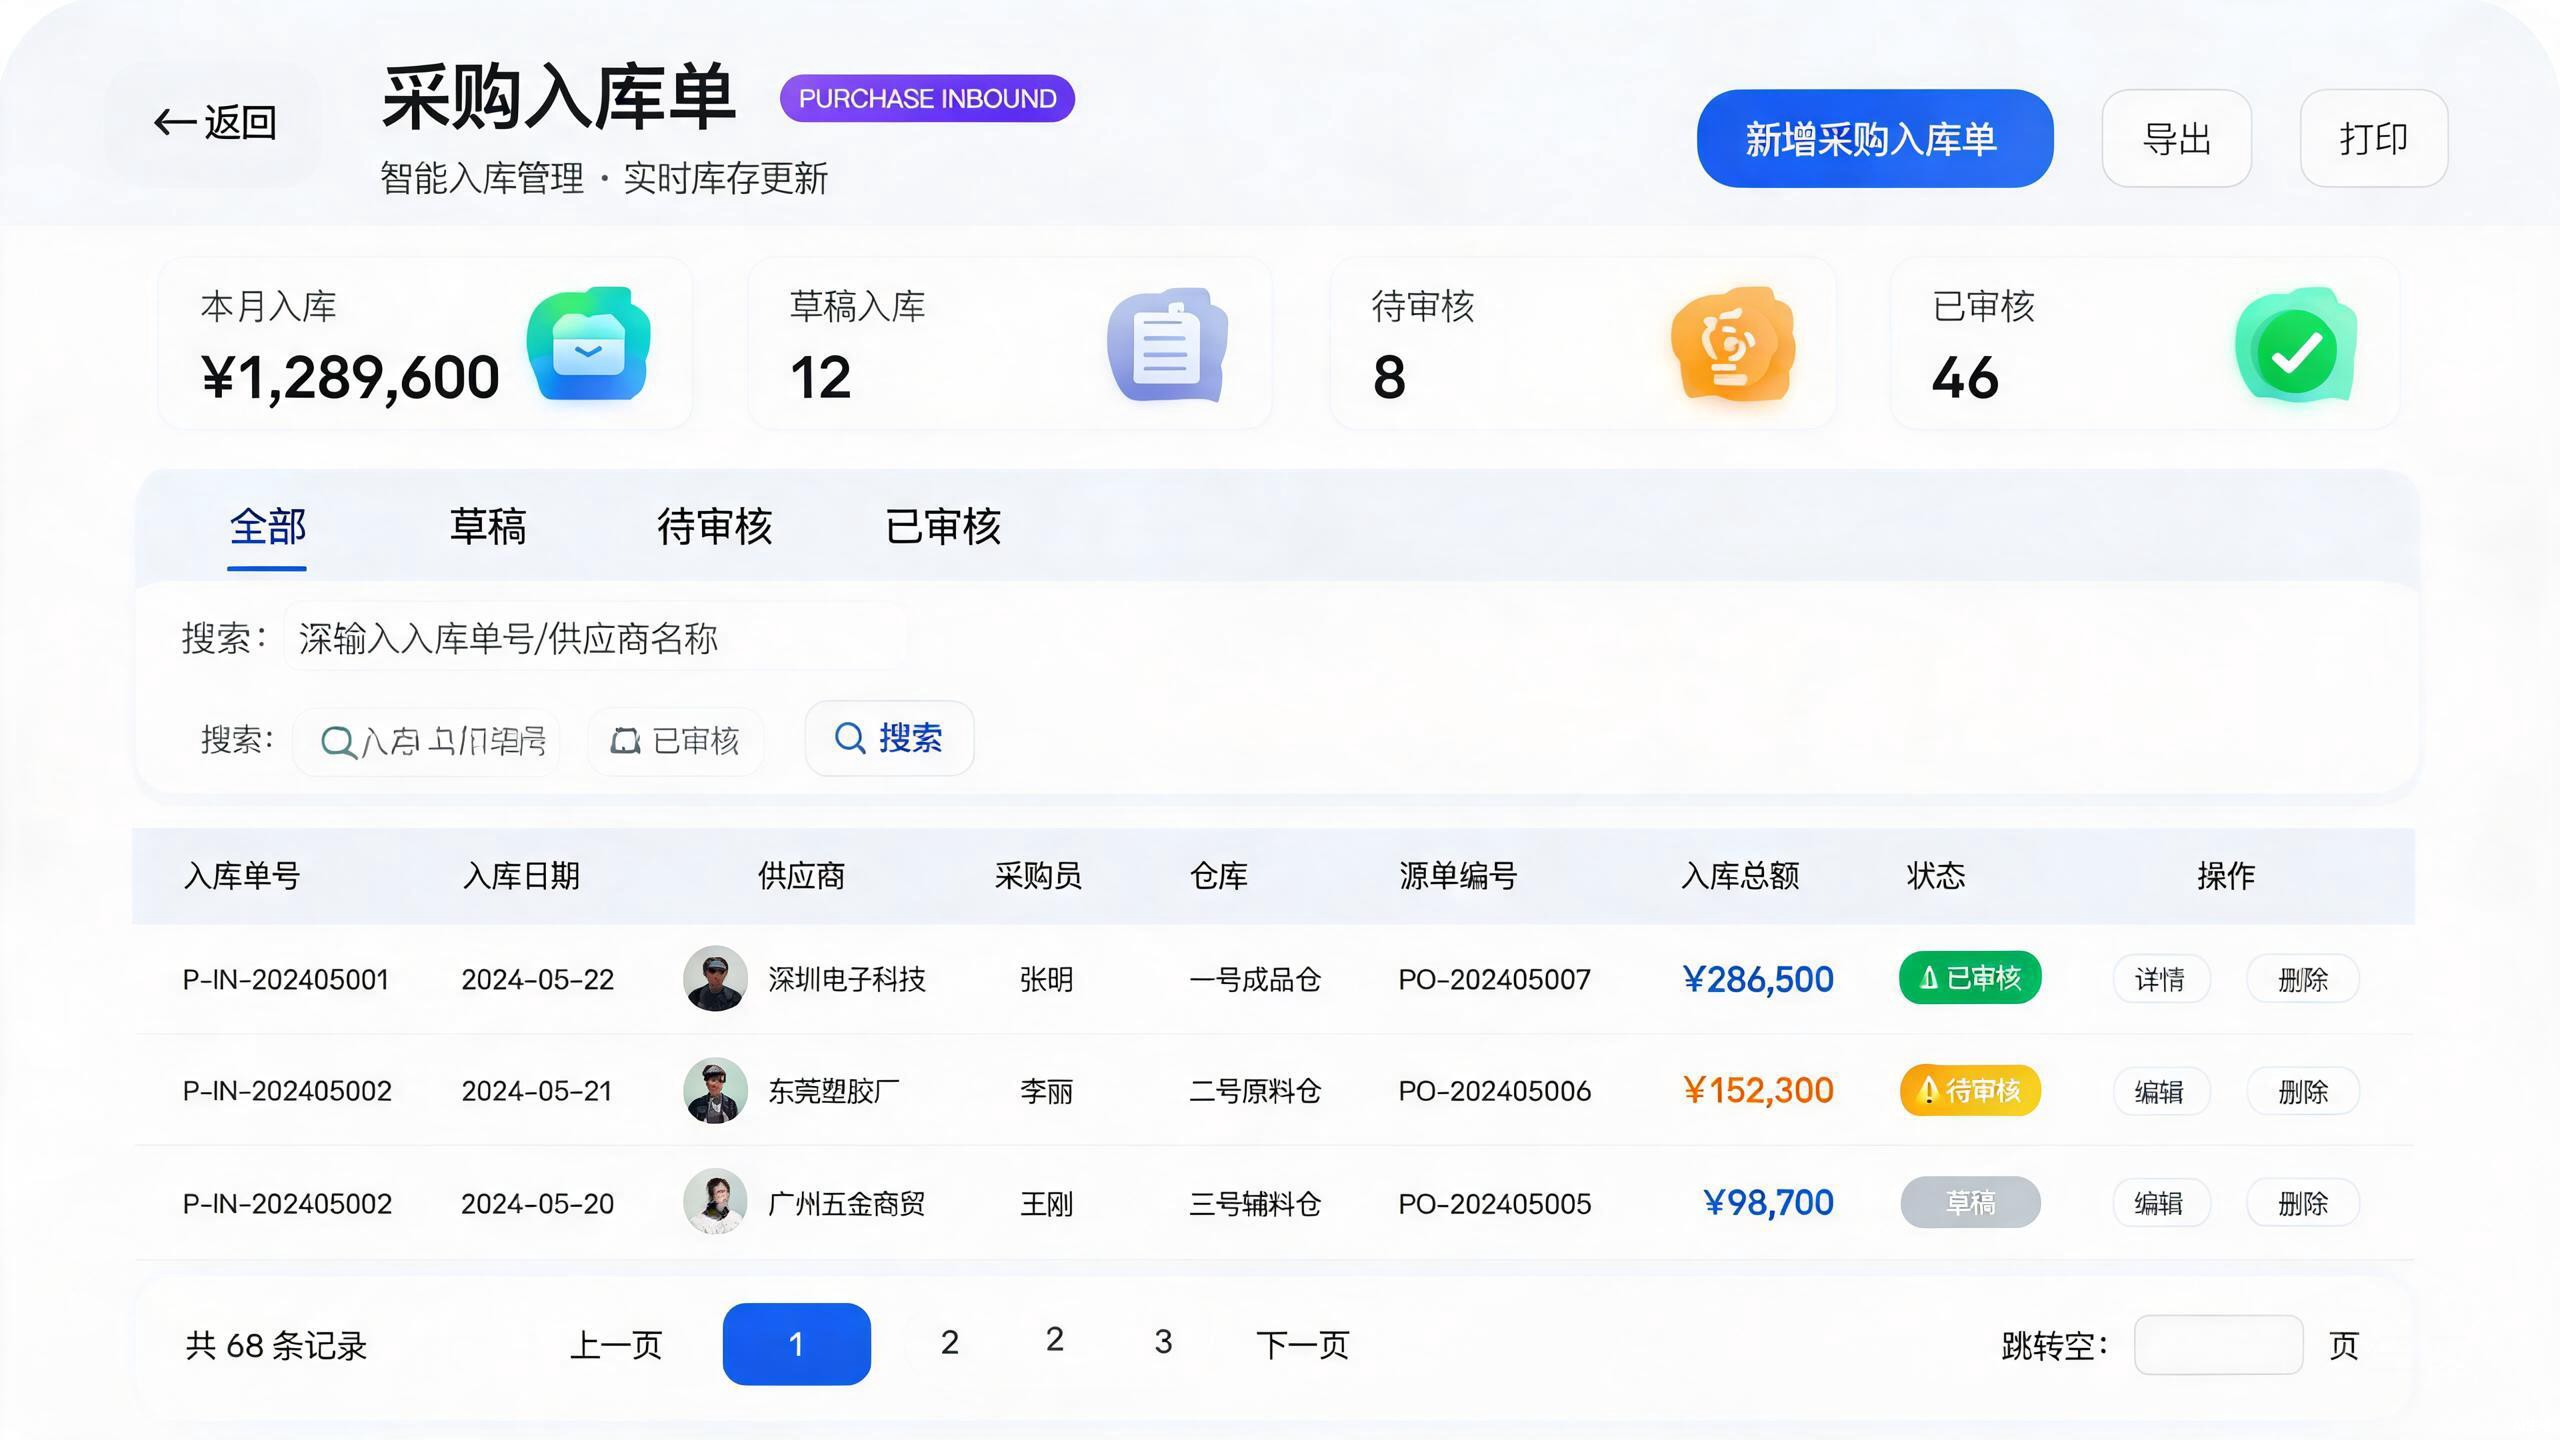 ←返回
采购入库单
PURCHASE INBOUND
智能入库管理 · 实时库存更新
新增采购入库单
导出
打印
本月入库
¥1,289,600
草稿入库
12
待审核
8
已审核
46
全部 草稿 待审核 已审核
搜索： 深输入入库单号/供应商名称
搜索： 已审核 搜索
入库单号 入库日期 供应商 采购员 仓库 源单编号 入库总额 状态 操作
P-IN-202405001 2024-05-22 深圳电子科技 张明 一号成品仓 PO-202405007 ¥286,500 已审核 详情 删除
P-IN-202405002 2024-05-21 东莞塑胶厂 李丽 二号原料仓 PO-202405006 ¥152,300 待审核 编辑 删除
P-IN-202405002 2024-05-20 广州五金商贸 王刚 三号辅料仓 PO-202405005 ¥98,700 草稿 编辑 删除
共 68 条记录 上一页 1 2 2 3 下一页 跳转空： 页